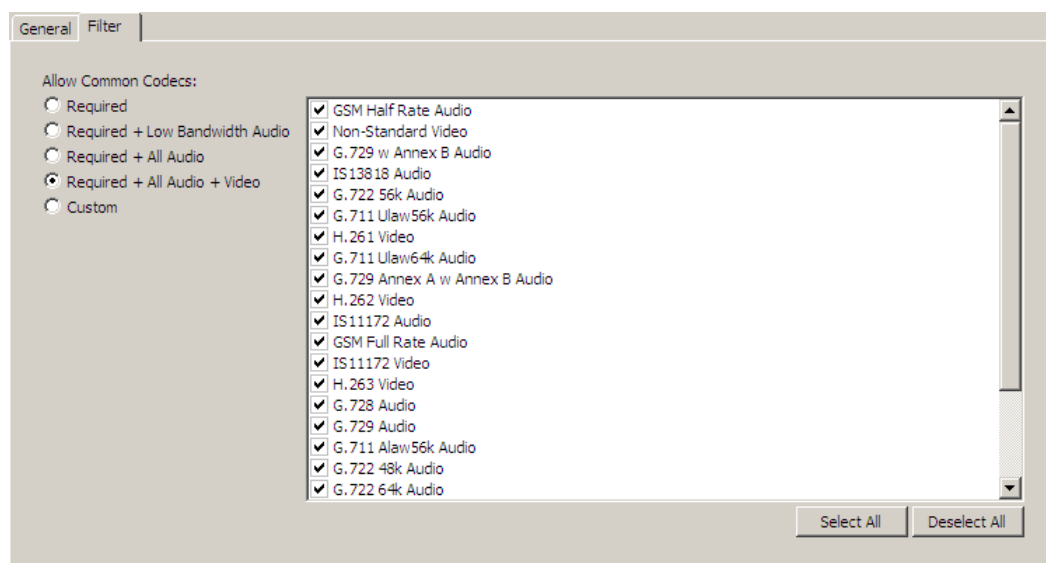 General Filter
Allow Common Codecs:
Required
Required + Low Bandwidth Audio
Required + All Audio
Required + All Audio + Video
Custom
GSM Half Rate Audio
Non-Standard Video
G.729 w Annex B Audio
IS13818 Audio
G.722 56k Audio
G.711 Ulaw56k Audio
H.261 Video
G.711 Ulaw64k Audio
G.729 Annex A w Annex B Audio
H.262 Video
IS11172 Audio
GSM Full Rate Audio
IS11172 Video
H.263 Video
G.728 Audio
G.729 Audio
G.711 Alaw56k Audio
G.722 48k Audio
G.722 64k Audio
Select All Deselect All